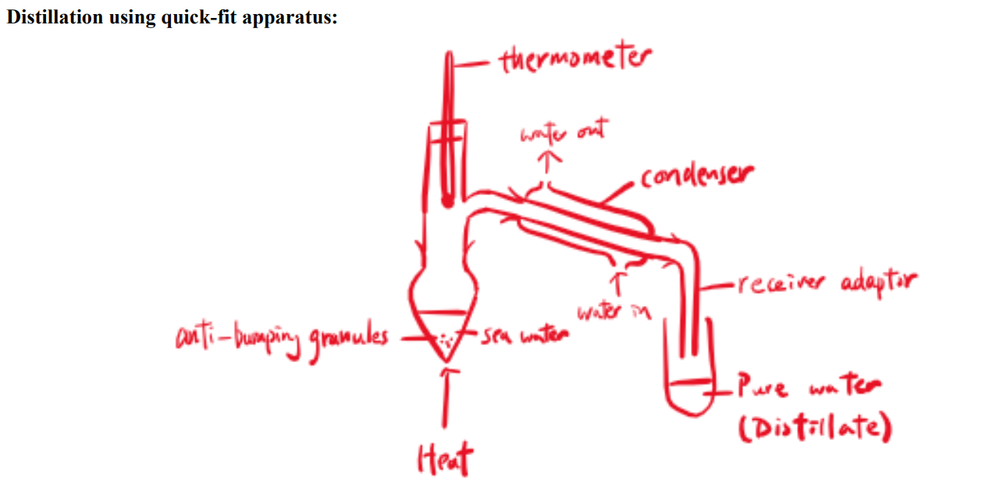 Distillation using quick-fit apparatus:
thermometer
water out
condenser
receiver adaptor
water in
anti-bumping granules
sea water
Pure water
(Distillate)
Heat